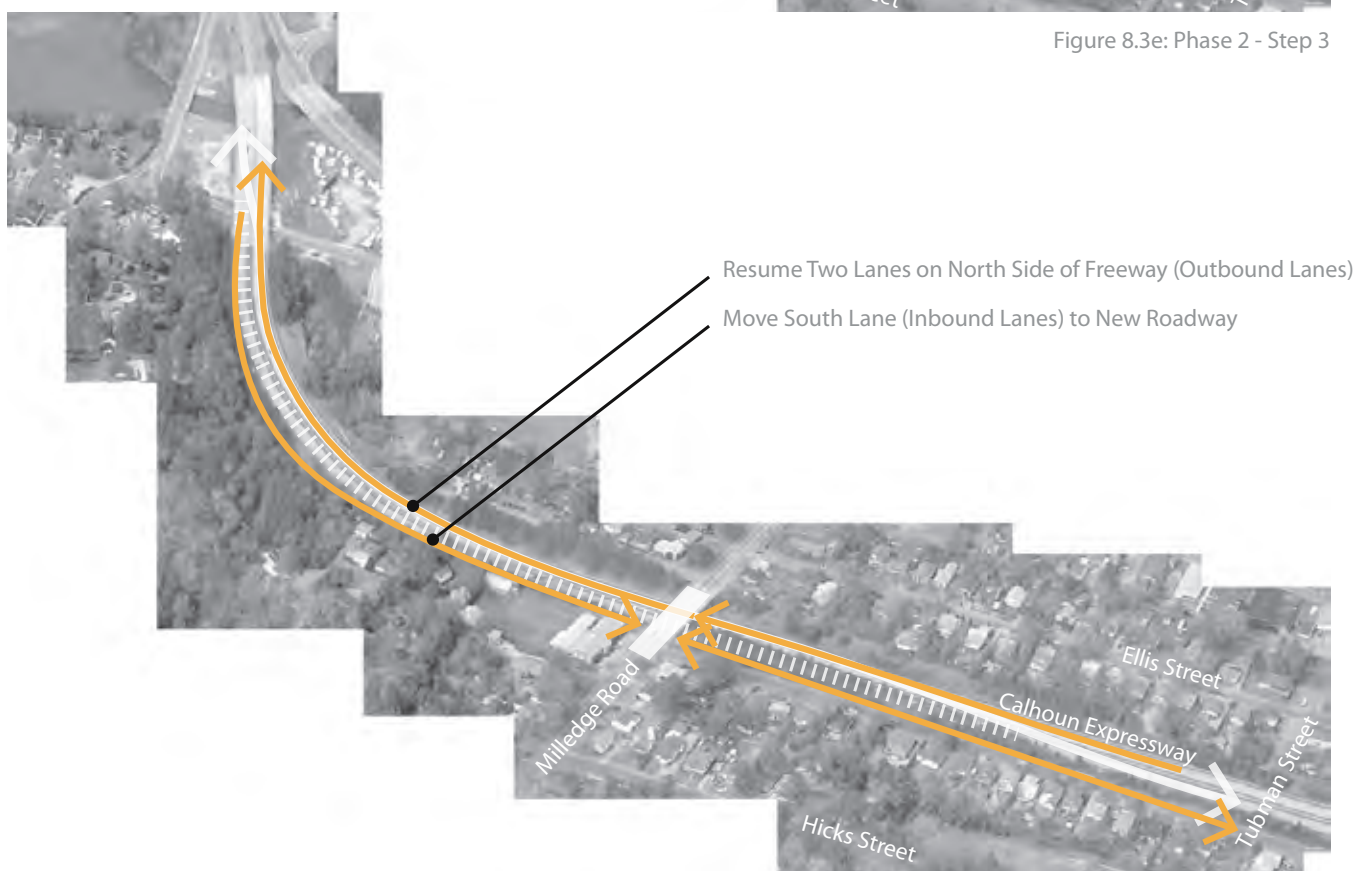 Figure 8.3e: Phase 2 - Step 3
Resume Two Lanes on North Side of Freeway (Outbound Lanes)
Move South Lane (Inbound Lanes) to New Roadway
Ellis Street
Calhoun Expressway
Milledge Road
Tubman Street
Hicks Street